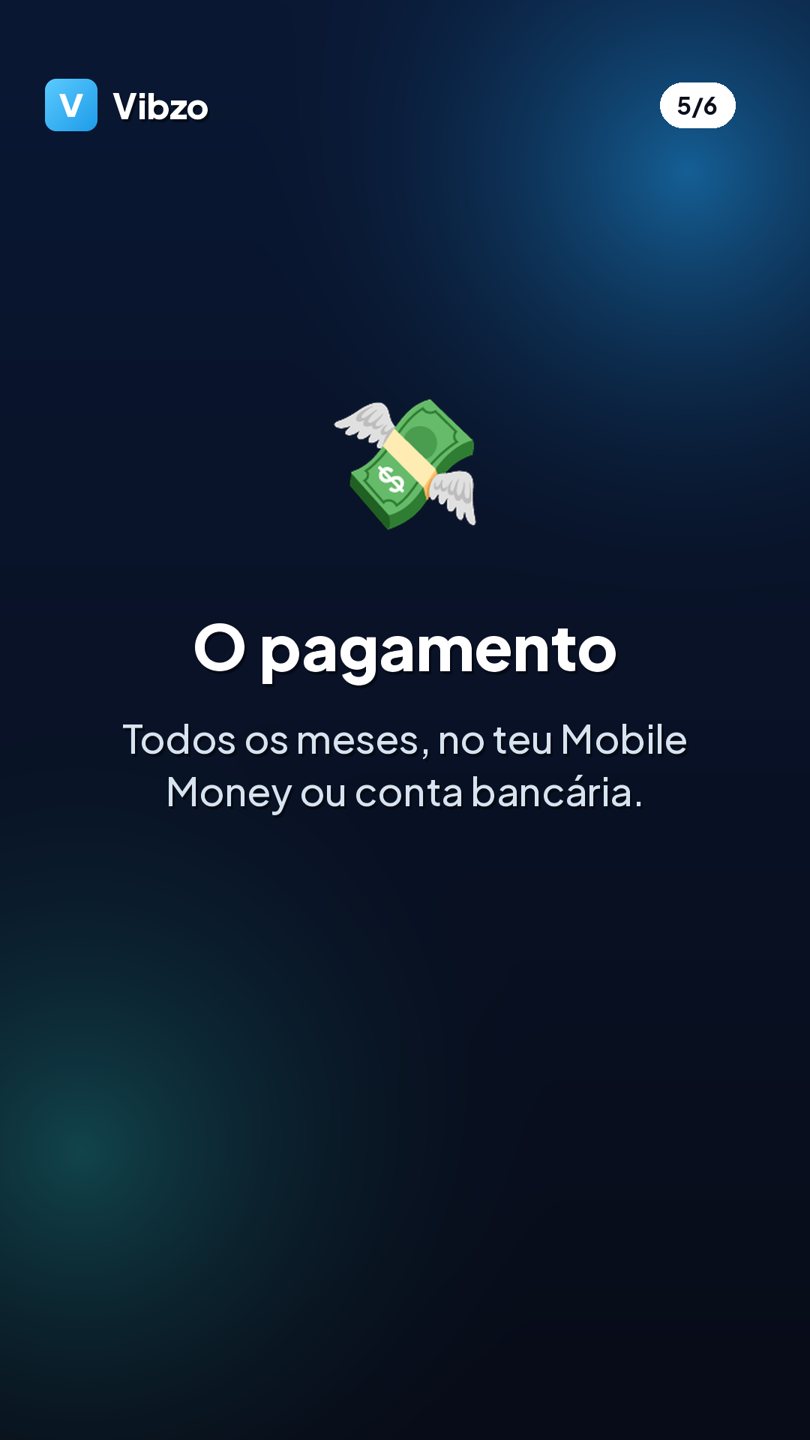 V Vibzo
5/6
O pagamento
Todos os meses, no teu Mobile
Money ou conta bancária.